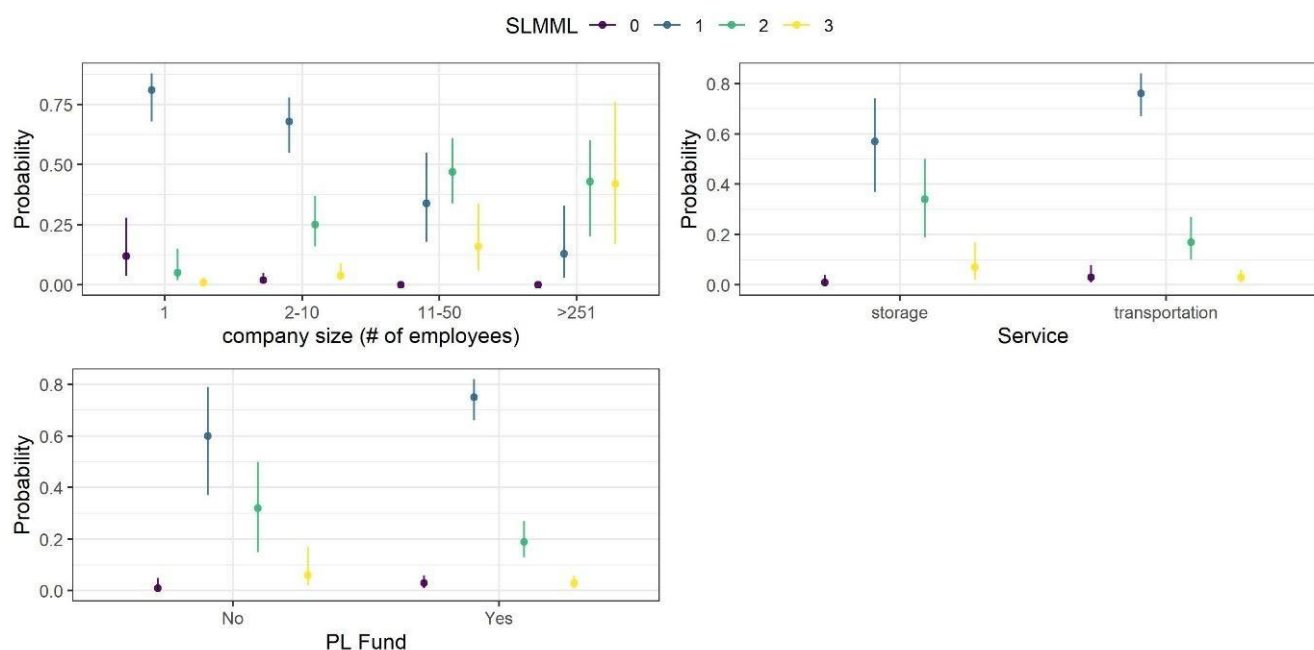 SLMML 0 1 2 3
Probability
0.75
0.50
0.25
0.00
1 2-10 11-50 >251
company size (# of employees)
Probability
0.8
0.6
0.4
0.2
0.0
storage transportation
Service
Probability
0.8
0.6
0.4
0.2
0.0
No Yes
PL Fund